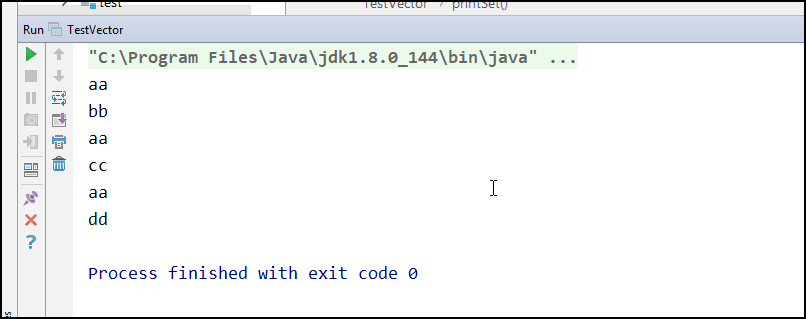 test
TestVector printSet()
Run TestVector
"C:\Program Files\Java\jdk1.8.0_144\bin\java" ...
aa
bb
aa
cc
aa
dd
Process finished with exit code 0